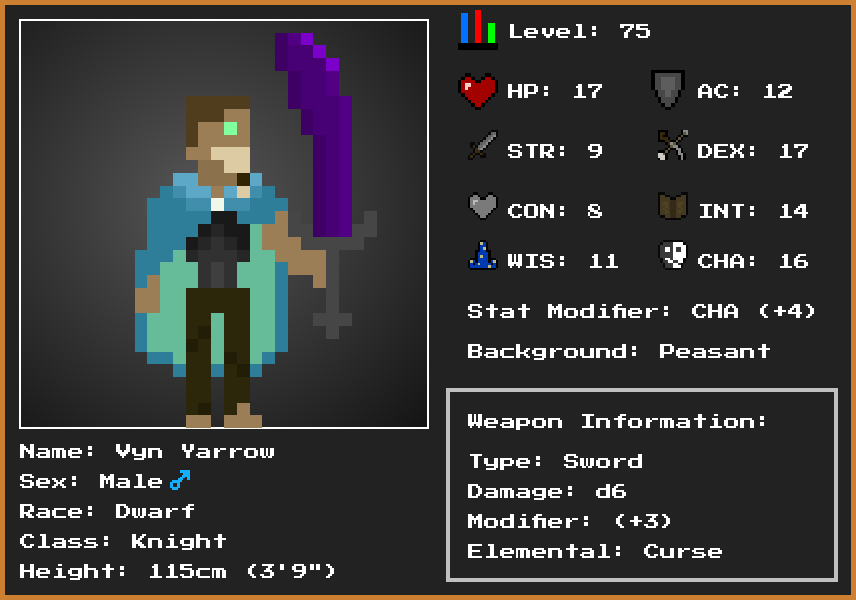 Level: 75
HP: 17
AC: 12
STR: 9
DEX: 17
CON: 8
INT: 14
WIS: 11
CHA: 16
Stat Modifier: CHA (+4)
Background: Peasant
Weapon Information:
Type: Sword
Damage: d6
Modifier: (+3)
Elemental: Curse
Name: Vyn Yarrow
Sex: Male ♂
Race: Dwarf
Class: Knight
Height: 115cm (3'9")